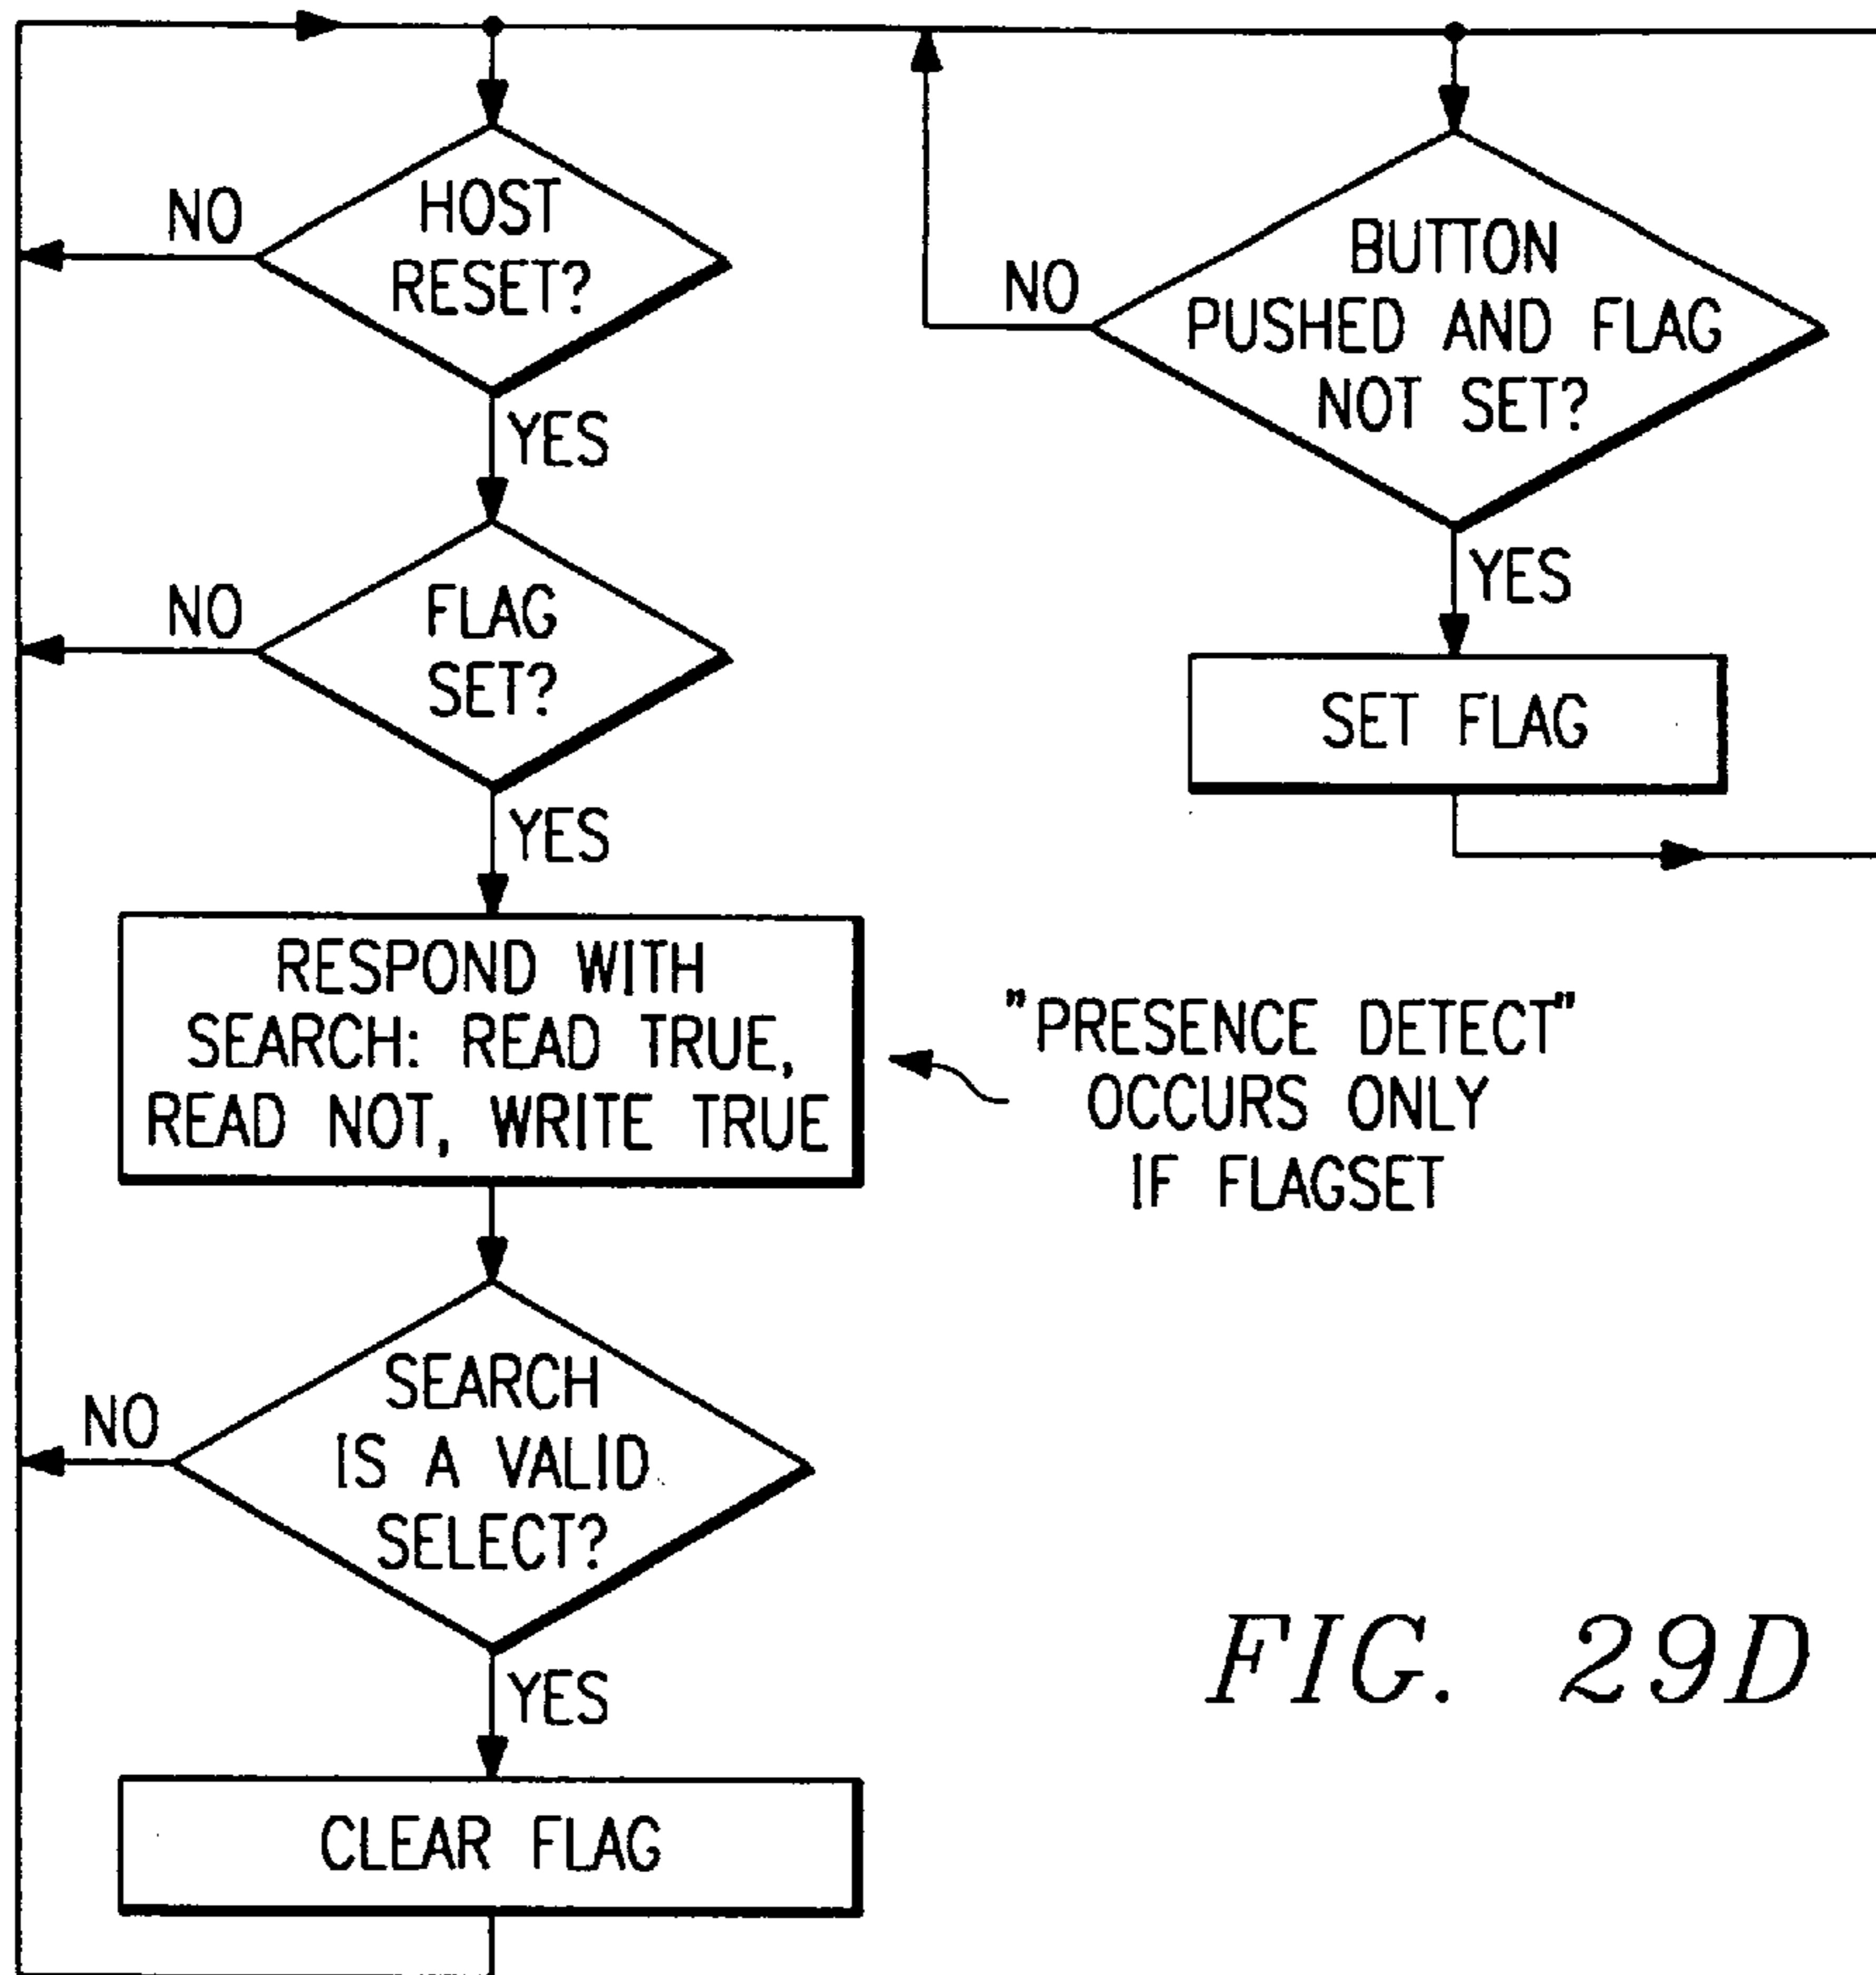 HOST
RESET?
NO
YES
FLAG
SET?
NO
YES
RESPOND WITH
SEARCH: READ TRUE,
READ NOT, WRITE TRUE
SEARCH
IS A VALID
SELECT?
NO
YES
CLEAR FLAG
BUTTON
PUSHED AND FLAG
NOT SET?
NO
YES
SET FLAG
"PRESENCE DETECT"
OCCURS ONLY
IF FLAGSET
FIG. 29D